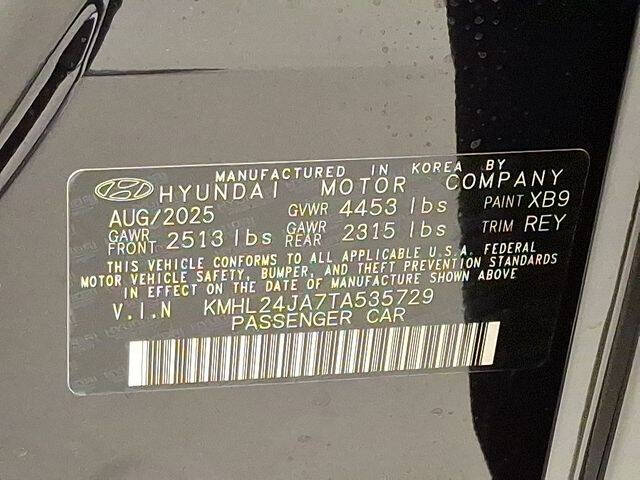 MANUFACTURED IN KOREA BY
HYUNDAI MOTOR COMPANY
AUG/2025 GVWR 4453 lbs PAINT XB9
GAWR FRONT 2513 lbs GAWR REAR 2315 lbs TRIM REY
THIS VEHICLE CONFORMS TO ALL APPLICABLE U.S.A. FEDERAL
MOTOR VEHICLE SAFETY, BUMPER, AND THEFT PREVENTION STANDARDS
IN EFFECT ON THE DATE OF MANUFACTURE SHOWN ABOVE
V.I.N KMHL24JA7TA535729
PASSENGER CAR